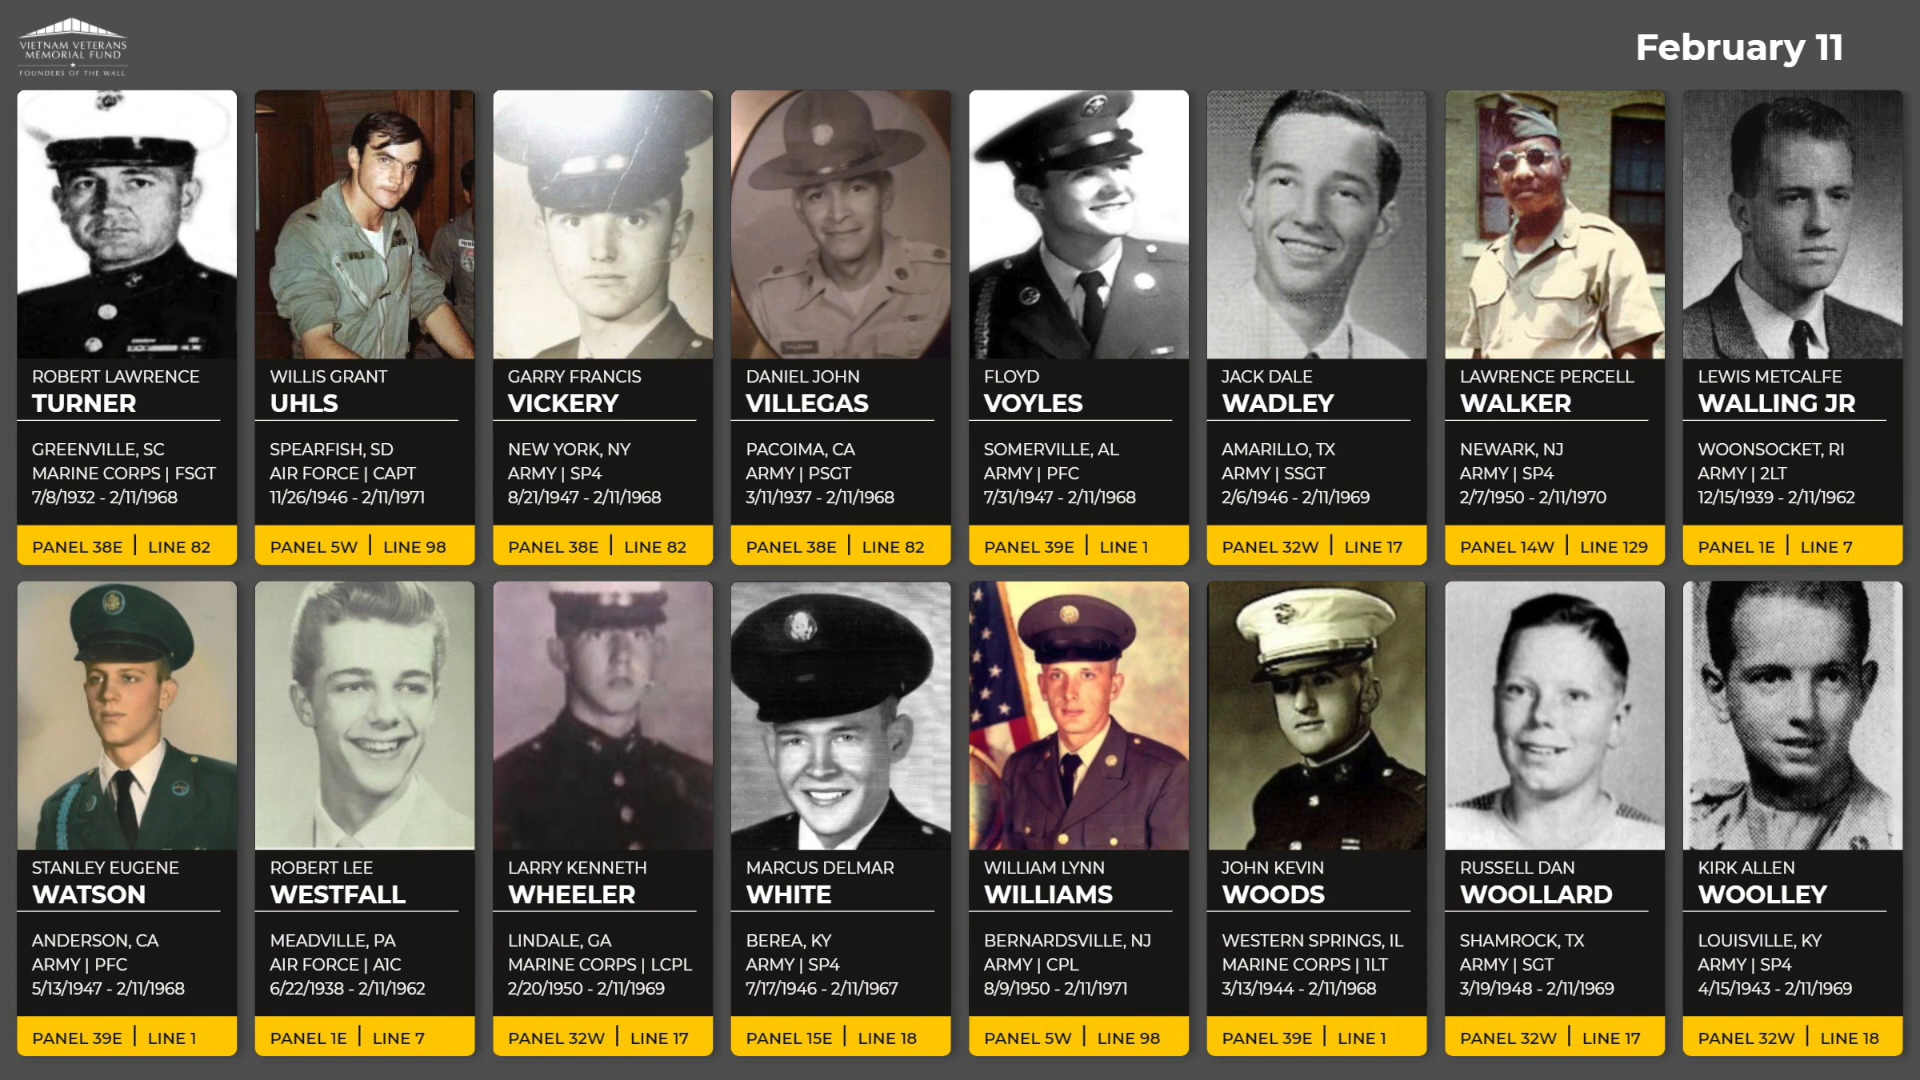 VIETNAM VETERANS
MEMORIAL FUND
FOUNDERS OF THE WALL
February 11
ROBERT LAWRENCE
TURNER
GREENVILLE, SC
MARINE CORPS | FSGT
7/8/1932 - 2/11/1968
PANEL 38E | LINE 82
UHLS
WILLIS GRANT
UHLS
SPEARFISH, SD
AIR FORCE | CAPT
11/26/1946 - 2/11/1971
PANEL 5W | LINE 98
GARRY FRANCIS
VICKERY
NEW YORK, NY
ARMY | SP4
8/21/1947 - 2/11/1968
PANEL 38E | LINE 82
DANIEL JOHN
VILLEGAS
PACOIMA, CA
ARMY | PSGT
3/11/1937 - 2/11/1968
PANEL 38E | LINE 82
FLOYD
VOYLES
SOMERVILLE, AL
ARMY | PFC
7/31/1947 - 2/11/1968
PANEL 39E | LINE 1
JACK DALE
WADLEY
AMARILLO, TX
ARMY | SSGT
2/6/1946 - 2/11/1969
PANEL 32W | LINE 17
LAWRENCE PERCELL
WALKER
NEWARK, NJ
ARMY | SP4
2/7/1950 - 2/11/1970
PANEL 14W | LINE 129
LEWIS METCALFE
WALLING JR
WOONSOCKET, RI
ARMY | 2LT
12/15/1939 - 2/11/1962
PANEL 1E | LINE 7
STANLEY EUGENE
WATSON
ANDERSON, CA
ARMY | PFC
5/13/1947 - 2/11/1968
PANEL 39E | LINE 1
ROBERT LEE
WESTFALL
MEADVILLE, PA
AIR FORCE | A1C
6/22/1938 - 2/11/1962
PANEL 1E | LINE 7
LARRY KENNETH
WHEELER
LINDALE, GA
MARINE CORPS | LCPL
2/20/1950 - 2/11/1969
PANEL 32W | LINE 17
MARCUS DELMAR
WHITE
BEREA, KY
ARMY | SP4
7/17/1946 - 2/11/1967
PANEL 15E | LINE 18
WILLIAM LYNN
WILLIAMS
BERNARDSVILLE, NJ
ARMY | CPL
8/9/1950 - 2/11/1971
PANEL 5W | LINE 98
JOHN KEVIN
WOODS
WESTERN SPRINGS, IL
MARINE CORPS | 1LT
3/13/1944 - 2/11/1968
PANEL 39E | LINE 1
RUSSELL DAN
WOOLLARD
SHAMROCK, TX
ARMY | SGT
3/19/1948 - 2/11/1969
PANEL 32W | LINE 17
KIRK ALLEN
WOOLLEY
LOUISVILLE, KY
ARMY | SP4
4/15/1943 - 2/11/1969
PANEL 32W | LINE 18